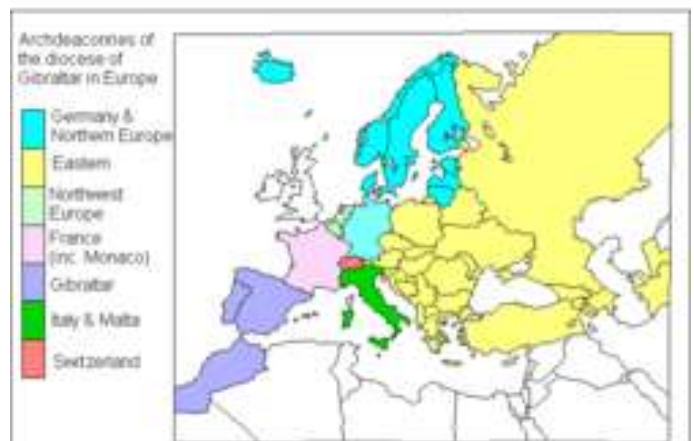 Archdeaconries of
the diocese of
Gibraltar in Europe
Germany &
Northern Europe
Eastern
Northwest
Europe
France
(inc. Monaco)
Gibraltar
Italy & Malta
Switzerland